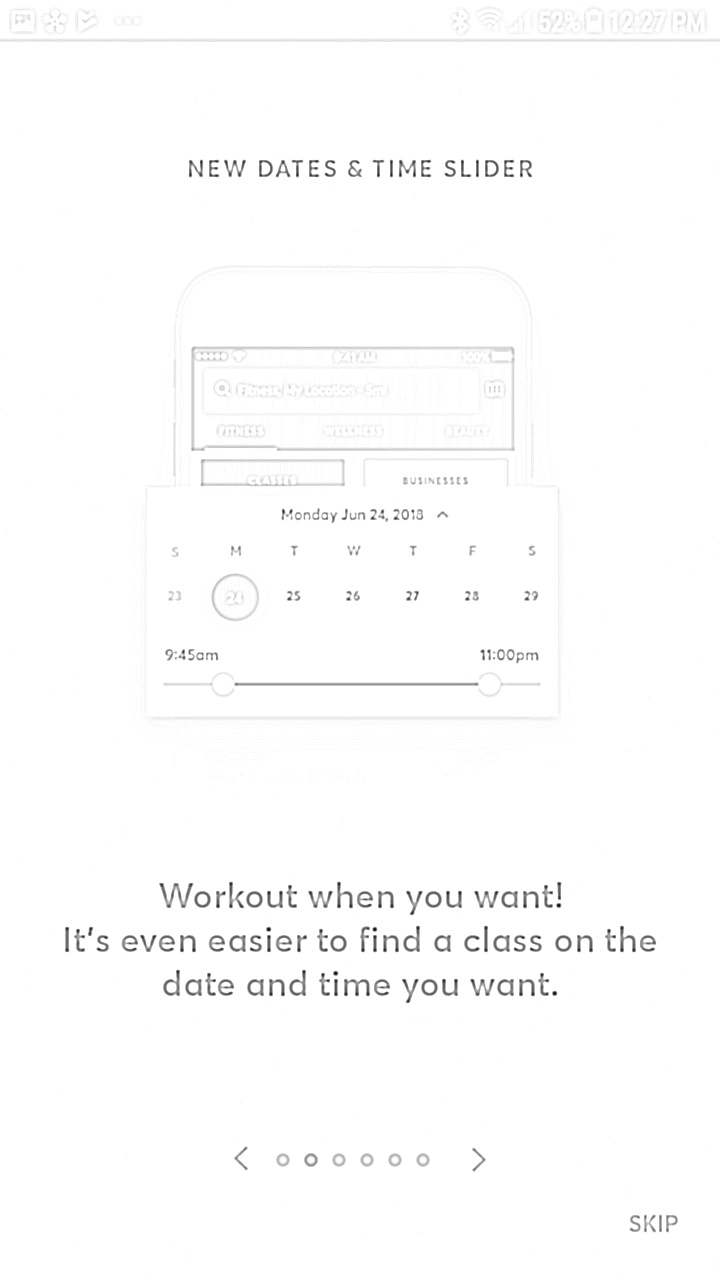 52% 12:27 PM
NEW DATES & TIME SLIDER
9:41 AM 100%
Fitness, My Location - 5mi
FITNESS WELLNESS BEAUTY
CLASSES BUSINESSES
Monday Jun 24, 2018
S M T W T F S
23 24 25 26 27 28 29
9:45am 11:00pm
Workout when you want!
It's even easier to find a class on the
date and time you want.
SKIP